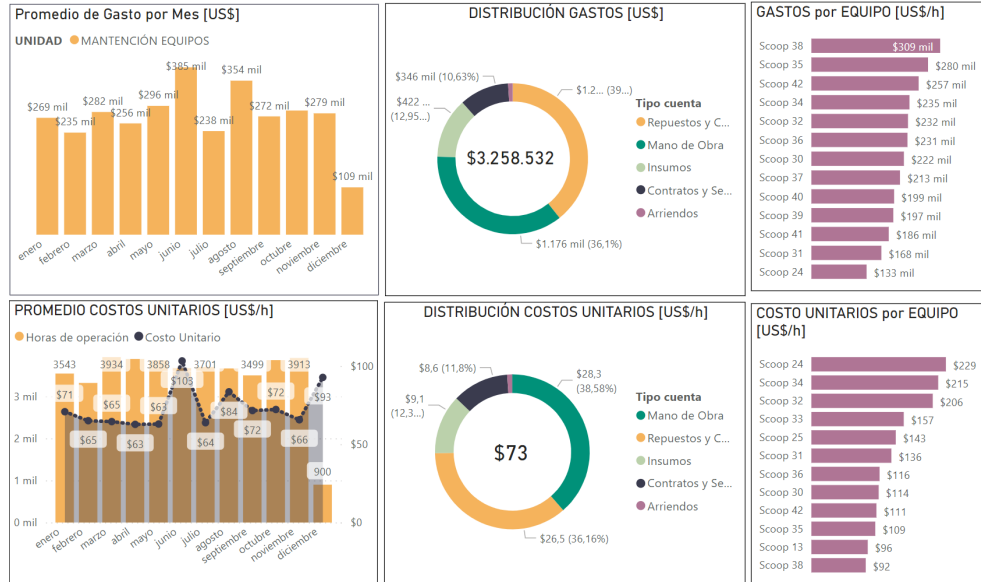 Promedio de Gasto por Mes [US$]
UNIDAD MANTENCIÓN EQUIPOS
$269 mil
$235 mil
$282 mil
$256 mil
$296 mil
$385 mil
$238 mil
$354 mil
$272 mil
$279 mil
$109 mil
enero
febrero
marzo
abril
mayo
junio
julio
agosto
septiembre
octubre
noviembre
diciembre
DISTRIBUCIÓN GASTOS [US$]
$346 mil (10,63%)
$422 ...
(12,95...)
$1.2... (39...)
$3.258.532
$1.176 mil (36,1%)
Tipo cuenta
Repuestos y C...
Mano de Obra
Insumos
Contratos y Se...
Arriendos
GASTOS por EQUIPO [US$/h]
Scoop 38 $309 mil
Scoop 35 $280 mil
Scoop 42 $257 mil
Scoop 34 $235 mil
Scoop 32 $232 mil
Scoop 36 $231 mil
Scoop 30 $222 mil
Scoop 37 $213 mil
Scoop 40 $199 mil
Scoop 39 $197 mil
Scoop 41 $186 mil
Scoop 31 $168 mil
Scoop 24 $133 mil
PROMEDIO COSTOS UNITARIOS [US$/h]
Horas de operación Costo Unitario
3543
3934
3858
3701
3499
3913
900
$71
$65
$65
$63
$63
$103
$64
$84
$72
$72
$66
$93
3 mil
2 mil
1 mil
0 mil
$100
$50
$0
enero
febrero
marzo
abril
mayo
junio
julio
agosto
septiembre
octubre
noviembre
diciembre
DISTRIBUCIÓN COSTOS UNITARIOS [US$/h]
$8,6 (11,8%)
$9,1
(12,3...)
$28,3
(38,58%)
$73
$26,5 (36,16%)
Tipo cuenta
Mano de Obra
Repuestos y C...
Insumos
Contratos y Se...
Arriendos
COSTO UNITARIOS por EQUIPO
[US$/h]
Scoop 24 $229
Scoop 34 $215
Scoop 32 $206
Scoop 33 $157
Scoop 25 $143
Scoop 31 $136
Scoop 36 $116
Scoop 30 $114
Scoop 42 $111
Scoop 35 $109
Scoop 13 $96
Scoop 38 $92